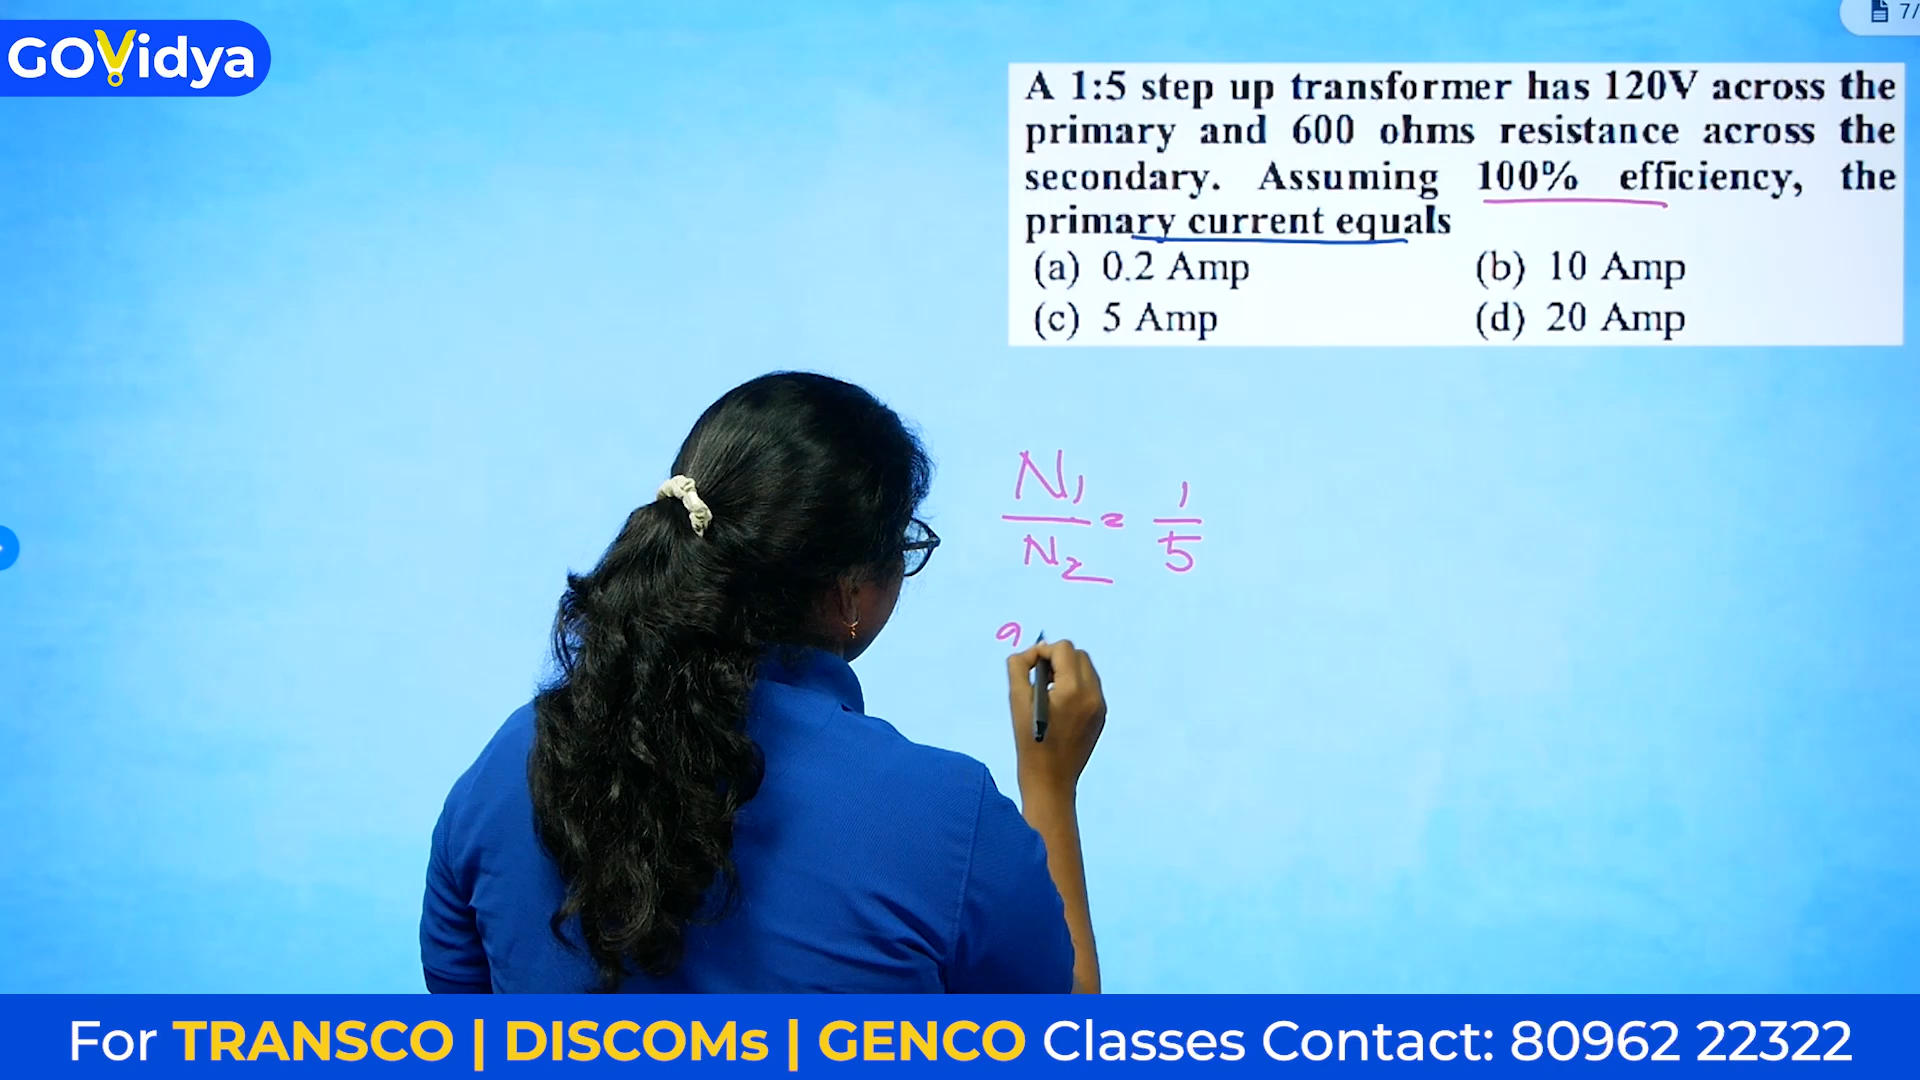 GOVidya
7/
A 1:5 step up transformer has 120V across the
primary and 600 ohms resistance across the
secondary. Assuming 100% efficiency, the
primary current equals
(a) 0.2 Amp (b) 10 Amp
(c) 5 Amp (d) 20 Amp
N1
= 1
N2 5
a
For TRANSCO | DISCOMs | GENCO Classes Contact: 80962 22322